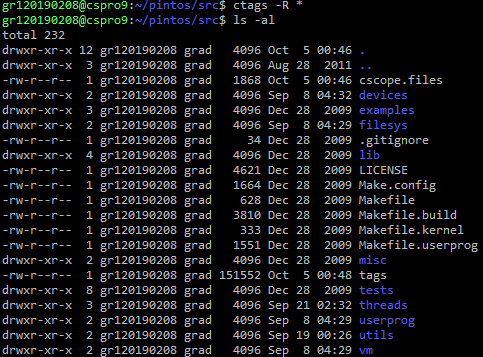 gr120190208@cspro9:~/pintos/src$ ctags -R *
gr120190208@cspro9:~/pintos/src$ ls -al
total 232
drwxr-xr-x 12 gr120190208 grad   4096 Oct  5 00:46 .
drwxr-xr-x  3 gr120190208 grad   4096 Aug 28  2011 ..
-rw-r--r--  1 gr120190208 grad   1868 Oct  5 00:46 cscope.files
drwxr-xr-x  2 gr120190208 grad   4096 Sep  8 04:32 devices
drwxr-xr-x  3 gr120190208 grad   4096 Dec 28  2009 examples
drwxr-xr-x  2 gr120190208 grad   4096 Sep  8 04:29 filesys
-rw-r--r--  1 gr120190208 grad     34 Dec 28  2009 .gitignore
drwxr-xr-x  4 gr120190208 grad   4096 Dec 28  2009 lib
-rw-r--r--  1 gr120190208 grad   4621 Dec 28  2009 LICENSE
-rw-r--r--  1 gr120190208 grad   1664 Dec 28  2009 Make.config
-rw-r--r--  1 gr120190208 grad    628 Dec 28  2009 Makefile
-rw-r--r--  1 gr120190208 grad   3810 Dec 28  2009 Makefile.build
-rw-r--r--  1 gr120190208 grad    333 Dec 28  2009 Makefile.kernel
-rw-r--r--  1 gr120190208 grad   1551 Dec 28  2009 Makefile.userprog
drwxr-xr-x  2 gr120190208 grad   4096 Dec 28  2009 misc
-rw-r--r--  1 gr120190208 grad 151552 Oct  5 00:48 tags
drwxr-xr-x  8 gr120190208 grad   4096 Dec 28  2009 tests
drwxr-xr-x  3 gr120190208 grad   4096 Sep 21 02:32 threads
drwxr-xr-x  2 gr120190208 grad   4096 Sep  8 04:29 userprog
drwxr-xr-x  2 gr120190208 grad   4096 Sep 19 00:26 utils
drwxr-xr-x  2 gr120190208 grad   4096 Sep  8 04:29 vm